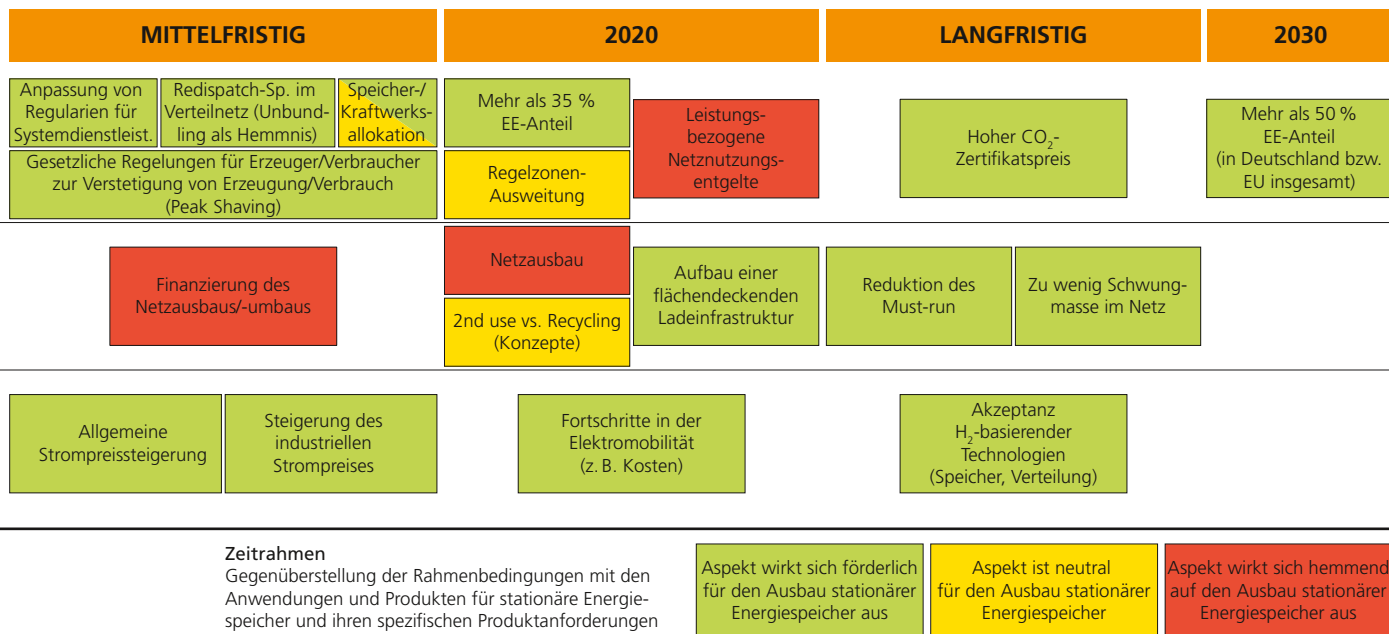 MITTELFRISTIG
2020
LANGFRISTIG
2030
Anpassung von
Regularien für
Systemdienstleist.
Redispatch-Sp. im
Verteilnetz (Unbund-
ling als Hemmnis)
Speicher-/
Kraftwerks-
allokation
Gesetzliche Regelungen für Erzeuger/Verbraucher
zur Verstetigung von Erzeugung/Verbrauch
(Peak Shaving)
Mehr als 35 %
EE-Anteil
Regelzonen-
Ausweitung
Leistungs-
bezogene
Netznutzungs-
entgelte
Hoher CO₂-
Zertifikatspreis
Mehr als 50 %
EE-Anteil
(in Deutschland bzw.
EU insgesamt)
Finanzierung des
Netzausbaus/-umbaus
Netzausbau
2nd use vs. Recycling
(Konzepte)
Aufbau einer
flächendeckenden
Ladeinfrastruktur
Reduktion des
Must-run
Zu wenig Schwung-
masse im Netz
Allgemeine
Strompreissteigerung
Steigerung des
industriellen
Strompreises
Fortschritte in der
Elektromobilität
(z. B. Kosten)
Akzeptanz
H₂-basierender
Technologien
(Speicher, Verteilung)
Zeitrahmen
Gegenüberstellung der Rahmenbedingungen mit den
Anwendungen und Produkten für stationäre Energie-
speicher und ihren spezifischen Produktanforderungen
Aspekt wirkt sich förderlich
für den Ausbau stationärer
Energiespeicher aus
Aspekt ist neutral
für den Ausbau stationärer
Energiespeicher
Aspekt wirkt sich hemmend
auf den Ausbau stationärer
Energiespeicher aus